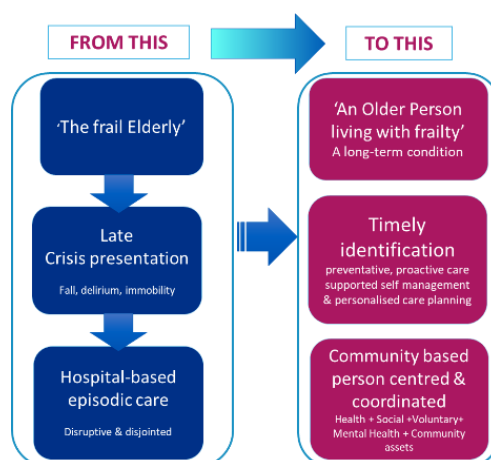 FROM THIS
TO THIS
‘The frail Elderly’
Late
Crisis presentation
Fall, delirium, immobility
Hospital-based
episodic care
Disruptive & disjointed
‘An Older Person
living with frailty’
A long-term condition
Timely
identification
preventative, proactive care
supported self management
& personalised care planning
Community based
person centred &
coordinated
Health + Social +Voluntary+
Mental Health + Community
assets